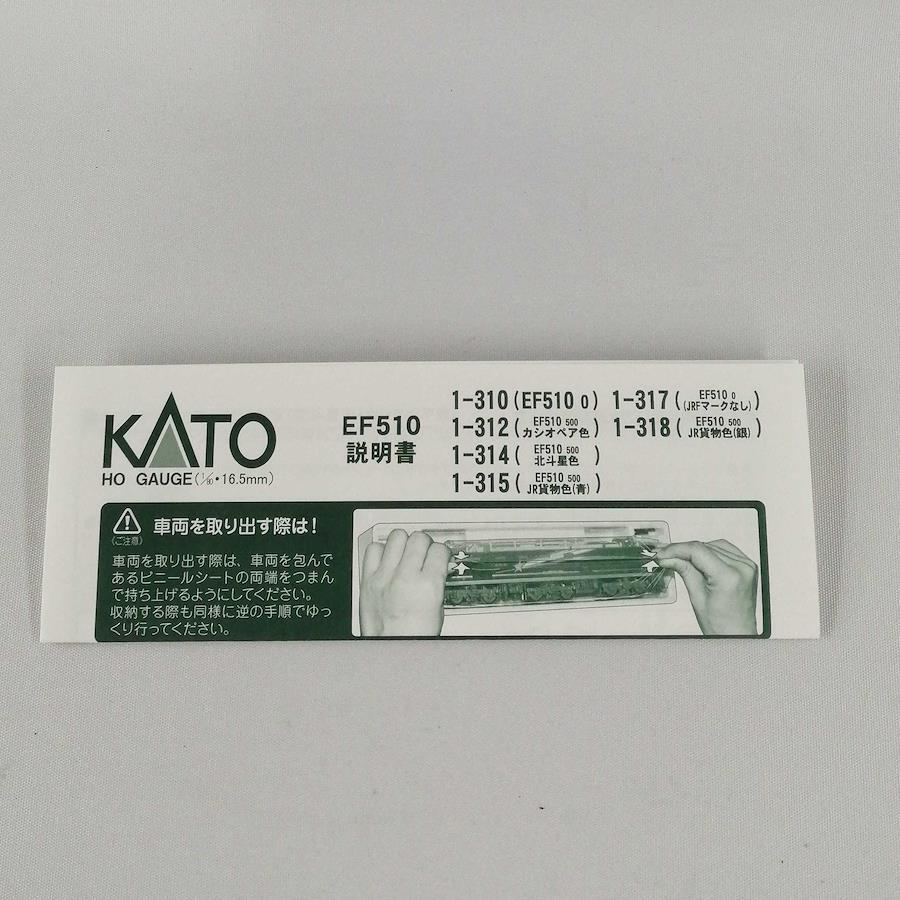 KATO
HO GAUGE(1/80・16.5mm)
EF510
説明書
1-310(EF510 0)
1-312(EF510 500 カシオペア色)
1-314(EF510 500 北斗星色)
1-315(EF510 500 JR貨物色(青))
1-317(EF510 0 (JRFマークなし))
1-318(EF510 500 JR貨物色(銀))
(ご注意)
車両を取り出す際は!
車両を取り出す際は、車両を包んで
あるビニールシートの両端をつまん
で持ち上げるようにしてください。
収納する際も同様に逆の手順でゆっ
くり行ってください。